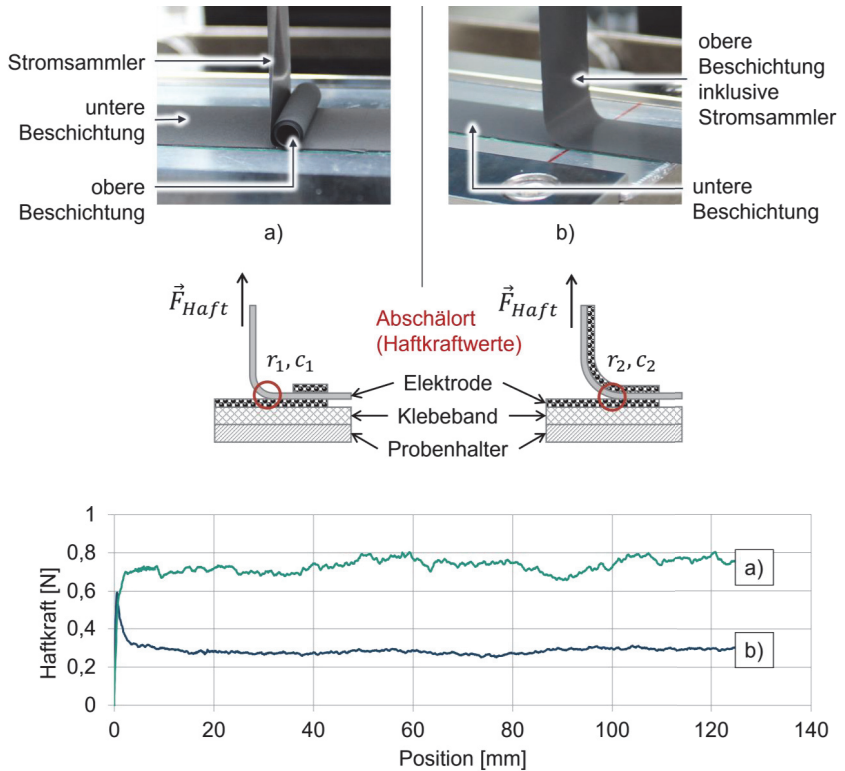 Stromsammler
untere
Beschichtung
obere
Beschichtung
a)
obere
Beschichtung
inklusive
Stromsammler
untere
Beschichtung
b)
F⃗Haft
r1, c1
Abschälort
(Haftkraftwerte)
F⃗Haft
r2, c2
Elektrode
Klebeband
Probenhalter
Haftkraft [N]
1
0,8
0,6
0,4
0,2
0
a)
b)
0 20 40 60 80 100 120 140
Position [mm]